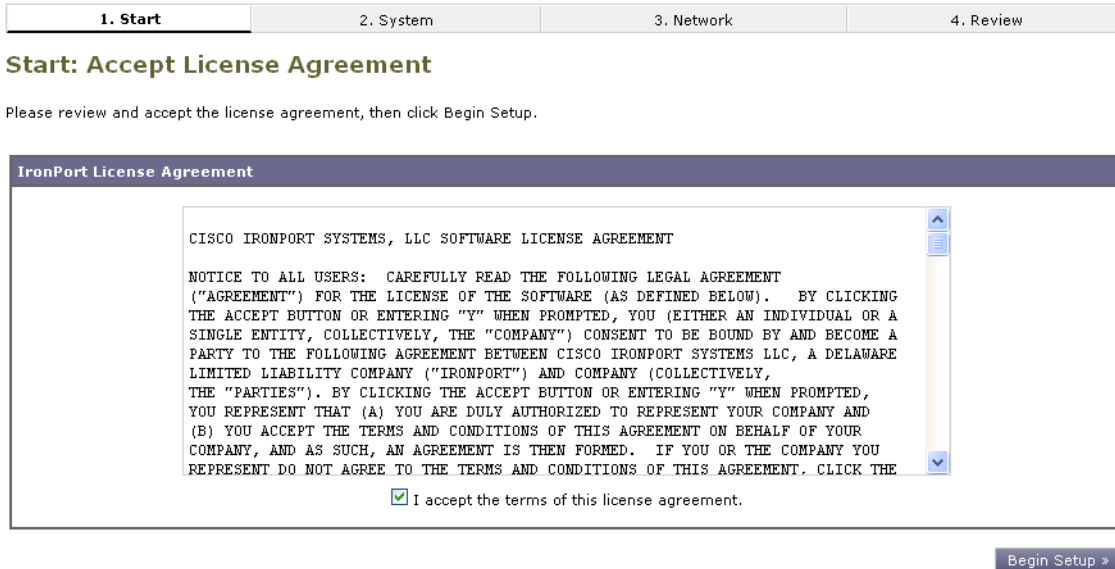 1. Start 2. System 3. Network 4. Review
Start: Accept License Agreement
Please review and accept the license agreement, then click Begin Setup.
IronPort License Agreement
CISCO IRONPORT SYSTEMS, LLC SOFTWARE LICENSE AGREEMENT
NOTICE TO ALL USERS: CAREFULLY READ THE FOLLOWING LEGAL AGREEMENT
("AGREEMENT") FOR THE LICENSE OF THE SOFTWARE (AS DEFINED BELOW). BY CLICKING
THE ACCEPT BUTTON OR ENTERING "Y" WHEN PROMPTED, YOU (EITHER AN INDIVIDUAL OR A
SINGLE ENTITY, COLLECTIVELY, THE "COMPANY") CONSENT TO BE BOUND BY AND BECOME A
PARTY TO THE FOLLOWING AGREEMENT BETWEEN CISCO IRONPORT SYSTEMS LLC, A DELAWARE
LIMITED LIABILITY COMPANY ("IRONPORT") AND COMPANY (COLLECTIVELY,
THE "PARTIES"). BY CLICKING THE ACCEPT BUTTON OR ENTERING "Y" WHEN PROMPTED,
YOU REPRESENT THAT (A) YOU ARE DULY AUTHORIZED TO REPRESENT YOUR COMPANY AND
(B) YOU ACCEPT THE TERMS AND CONDITIONS OF THIS AGREEMENT ON BEHALF OF YOUR
COMPANY, AND AS SUCH, AN AGREEMENT IS THEN FORMED. IF YOU OR THE COMPANY YOU
REPRESENT DO NOT AGREE TO THE TERMS AND CONDITIONS OF THIS AGREEMENT, CLICK THE
I accept the terms of this license agreement.
Begin Setup »